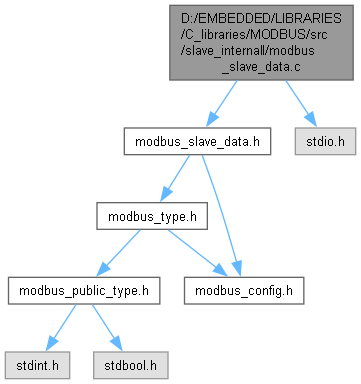 D:/EMBEDDED/LIBRARIES
/C_libraries/MODBUS/src
/slave_internall/modbus
_slave_data.c
modbus_slave_data.h
stdio.h
modbus_type.h
modbus_public_type.h
modbus_config.h
stdint.h
stdbool.h